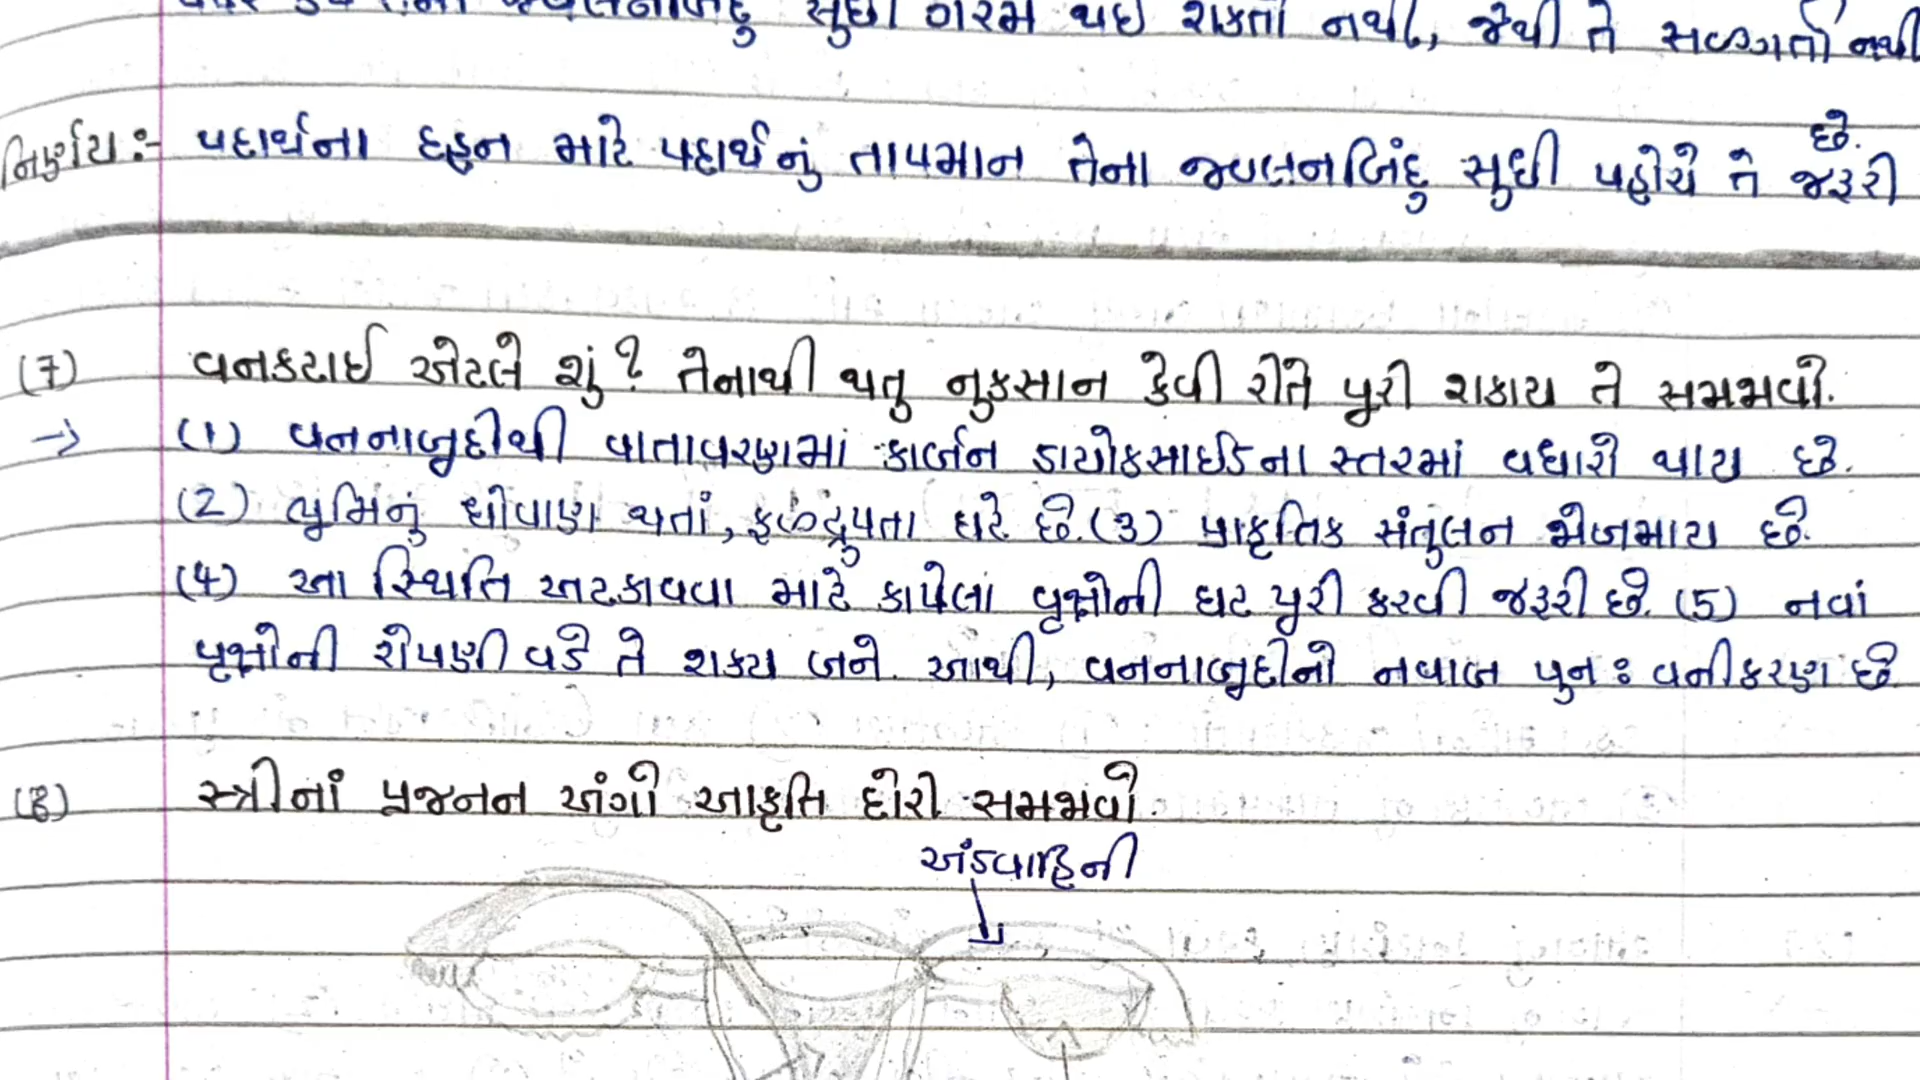 સુધી ગરમ થઇ શકતો નથી, જેથી તે સળગતો નથી
છે.
નિર્ણય :- પદાર્થના દહન માટે પદાર્થનું તાપમાન તેના જ્વલનબિંદુ સુધી પહોચે તે જરૂરી
(7) વનકટાઈ એટલે શું? તેનાથી થતુ નુકસાન કેવી રીતે પૂરી શકાય તે સમજાવો.
→ (1) વનનાબૂદીથી વાતાવરણમાં કાર્બન ડાયોકસાઈડના સ્તરમાં વધારો થાય છે.
(2) ભૂમિનું ધોવાણ થતાં, ફળદ્રુપતા ઘટે છે. (3) પ્રાકૃતિક સંતુલન જોખમાય છે.
(4) આ સ્થિતિ અટકાવવા માટે કાપેલાં વૃક્ષોની ઘટ પૂરી કરવી જરૂરી છે. (5) નવાં
વૃક્ષોની રોપણી વડે તે શક્ય બને. આથી, વનનાબૂદીનો જવાબ પુનઃ વનીકરણ છે
(8) સ્ત્રીનાં પ્રજનન અંગો આકૃતિ દોરી સમજાવો.
અંડવાહિની